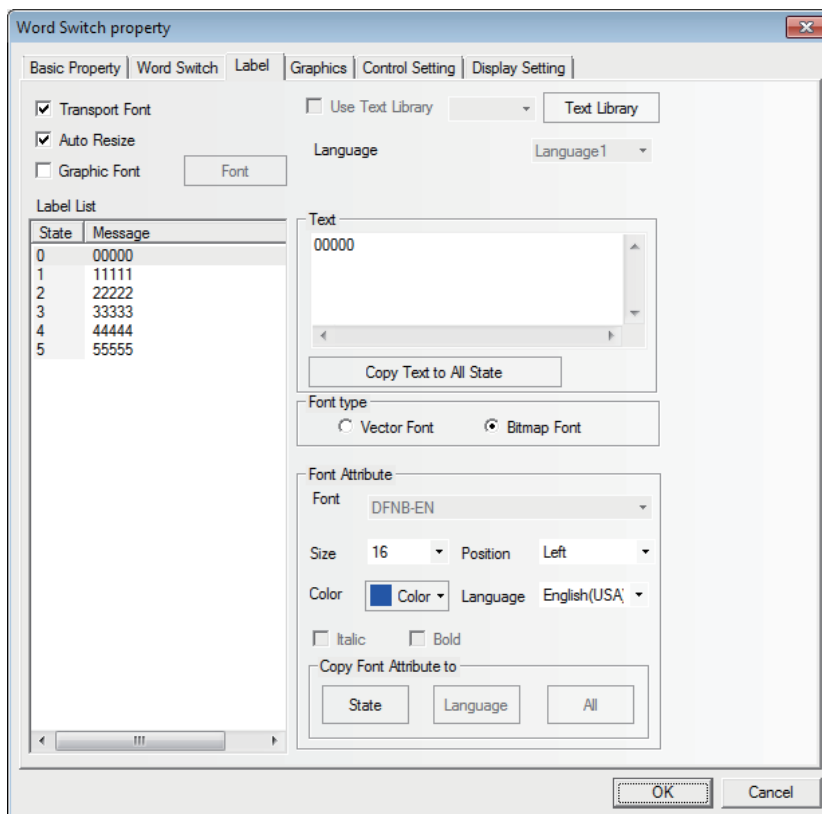 Word Switch property
Basic Property Word Switch Label Graphics Control Setting Display Setting
Transport Font
Use Text Library
Text Library
Auto Resize
Language
Language1
Graphic Font
Font
Label List
State Message
0 00000
1 11111
2 22222
3 33333
4 44444
5 55555
Text
00000
Copy Text to All State
Font type
Vector Font
Bitmap Font
Font Attribute
Font
DFNB-EN
Size
16
Position
Left
Color
Color
Language
English(USA)
Italic
Bold
Copy Font Attribute to
State
Language
All
OK
Cancel